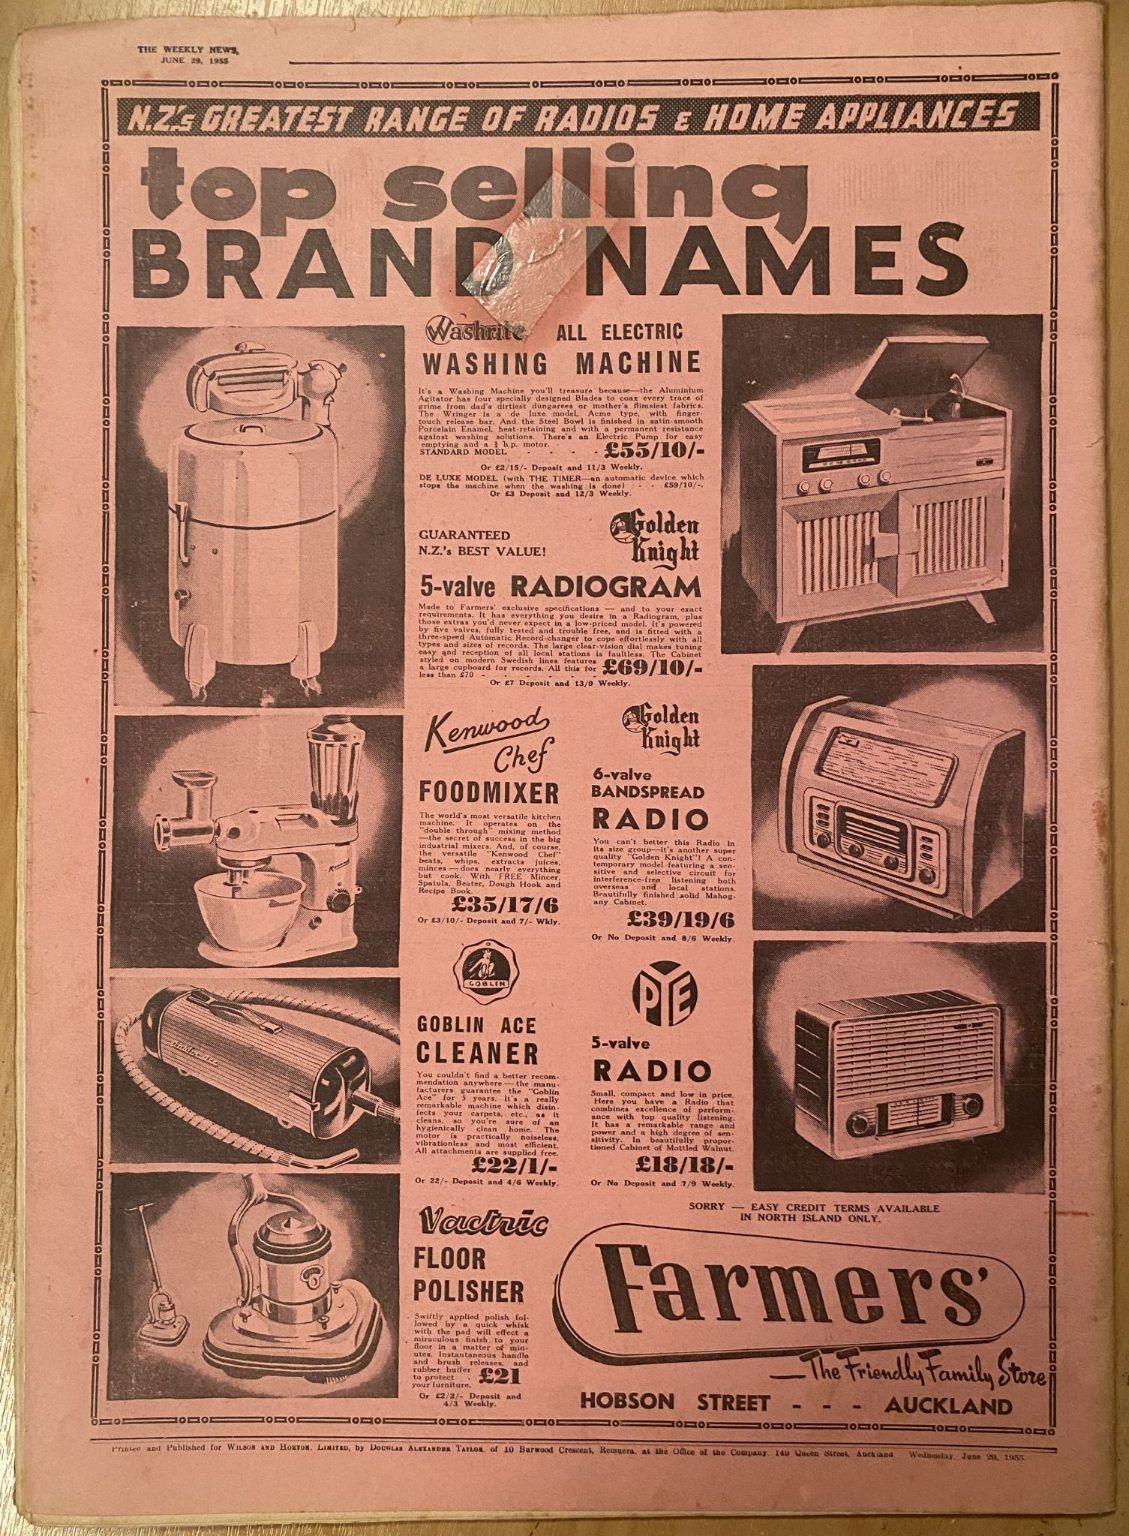 THE WEEKLY NEWS,
JUNE 29, 1955
N.Z.'s GREATEST RANGE OF RADIOS & HOME APPLIANCES
top selling
BRAND NAMES
Washrite ALL ELECTRIC
WASHING MACHINE
It's a Washing Machine you'll treasure because—the Aluminium
Agitator has four specially designed Blades to coax every trace of
grime from dad's dirtiest dungarees or mother's flimsiest fabrics.
The Wringer is a de luxe model, Acme type, with finger-
touch release bar. And the Steel Bowl is finished in satin-smooth
Porcelain Enamel, heat-retaining and with a permanent resistance
against washing solutions. There's an Electric Pump for easy
emptying and a h.p. motor.
STANDARD MODEL - - - - £55/10/-
Or £2/15/- Deposit and 11/3 Weekly.
DE LUXE MODEL (with THE TIMER—an automatic device which
stops the machine when the washing is done) - - £59/10/-.
Or £3 Deposit and 12/3 Weekly.
GUARANTEED
N.Z.'s BEST VALUE!
Golden
Knight
5-valve RADIOGRAM
Made to Farmers' exclusive specifications — and to your exact
requirements. It has everything you desire in a Radiogram, plus
those extras you'd never expect in a low-priced model. It's powered
by five valves, fully tested and trouble free, and is fitted with a
three-speed Automatic Record-changer to cope effortlessly with all
types and sizes of records. The large clear-vision dial makes tuning
easy and reception of all local stations is faultless. The Cabinet
styled on modern Swedish lines features
a large cupboard for records. All this for £69/10/-
less than £70 - - - - - -
Or £7 Deposit and 13/9 Weekly.
Kenwood
Chef
FOODMIXER
The world's most versatile kitchen
machine. It operates on the
"double through" mixing method
—the secret of success in the big
industrial mixers. And, of course,
the versatile "Kenwood Chef"
beats, whips, extracts juices,
minces—does nearly everything
but cook. With FREE Mincer,
Spatula, Beater, Dough Hook and
Recipe Book.
£35/17/6
Or £3/10/- Deposit and 7/- Wkly.
Golden
Knight
6-valve
BANDSPREAD
RADIO
You can't better this Radio in
its size group—it's another super
quality "Golden Knight"! A con-
temporary model featuring a sen-
sitive and selective circuit for
interference-free listening both
overseas and local stations.
Beautifully finished solid Mahog-
any Cabinet.
£39/19/6
Or No Deposit and 8/6 Weekly.
GOBLIN
GOBLIN ACE
CLEANER
You couldn't find a better recom-
mendation anywhere—the manu-
facturers guarantee the "Goblin
Ace" for 5 years. It's a really
remarkable machine which disin-
fects your carpets, etc., as it
cleans, so you're sure of an
hygienically clean home. The
motor is practically noiseless,
vibrationless and most efficient.
All attachments are supplied free.
£22/1/-
Or 22/- Deposit and 4/6 Weekly.
PYE
5-valve
RADIO
Small, compact and low in price.
Here you have a Radio that
combines excellence of perform-
ance with top quality listening.
It has a remarkable range and
power and a high degree of sen-
sitivity. In beautifully propor-
tioned Cabinet of Mottled Walnut.
£18/18/-
Or No Deposit and 7/9 Weekly.
Vactric
FLOOR
POLISHER
Swiftly applied polish fol-
lowed by a quick whisk
with the pad will effect a
miraculous finish to your
floor in a matter of min-
utes. Instantaneous handle
and brush releases, and
rubber buffer
to protect £21
your furniture.
Or £2/2/- Deposit and
4/3 Weekly.
SORRY — EASY CREDIT TERMS AVAILABLE
IN NORTH ISLAND ONLY.
Farmers'
The Friendly Family Store
HOBSON STREET - - - AUCKLAND
Printed and Published for WILSON AND HORTON, LIMITED, by DOUGLAS ALEXANDER TAYLOR, of 10 Burwood Crescent, Remuera, at the Office of the Company, 149 Queen Street, Auckland. Wednesday, June 29, 1955.